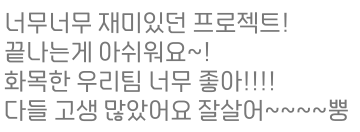 너무너무 재미있던 프로젝트!
끝나는게 아쉬워요~!
화목한 우리팀 너무 좋아!!!!
다들 고생 많았어요 잘살어~~~~뿅